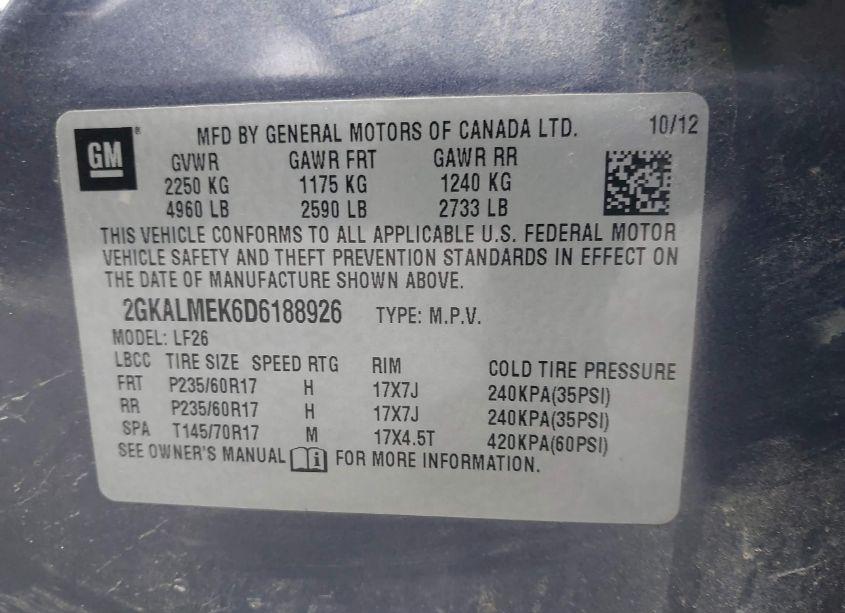 GM ® MFD BY GENERAL MOTORS OF CANADA LTD. 10/12
GVWR GAWR FRT GAWR RR
2250 KG 1175 KG 1240 KG
4960 LB 2590 LB 2733 LB
THIS VEHICLE CONFORMS TO ALL APPLICABLE U.S. FEDERAL MOTOR
VEHICLE SAFETY AND THEFT PREVENTION STANDARDS IN EFFECT ON
THE DATE OF MANUFACTURE SHOWN ABOVE.
2GKALMEK6D6188926 TYPE: M.P.V.
MODEL: LF26
LBCC TIRE SIZE SPEED RTG RIM COLD TIRE PRESSURE
FRT P235/60R17 H 17X7J 240KPA(35PSI)
RR P235/60R17 H 17X7J 240KPA(35PSI)
SPA T145/70R17 M 17X4.5T 420KPA(60PSI)
SEE OWNER'S MANUAL i FOR MORE INFORMATION.